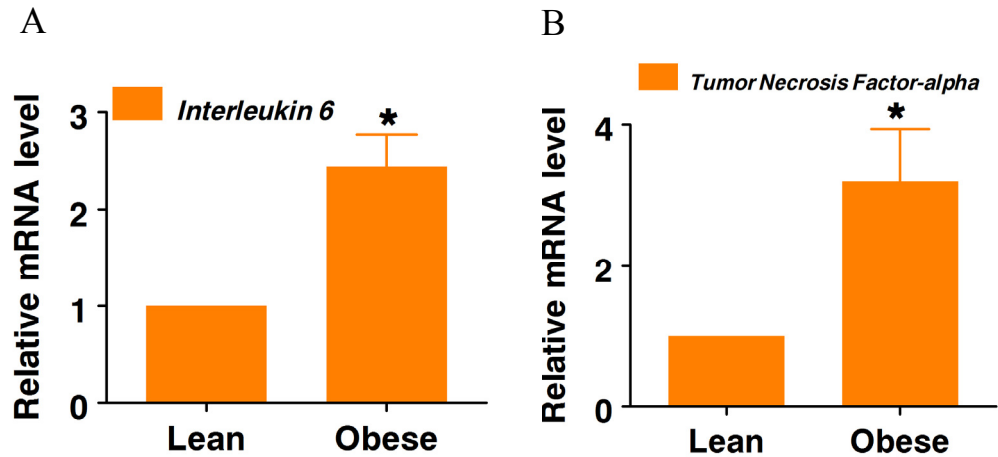 A
Interleukin 6
Relative mRNA level
3
2
1
0
*
Lean
Obese
B
Tumor Necrosis Factor-alpha
Relative mRNA level
4
2
0
*
Lean
Obese